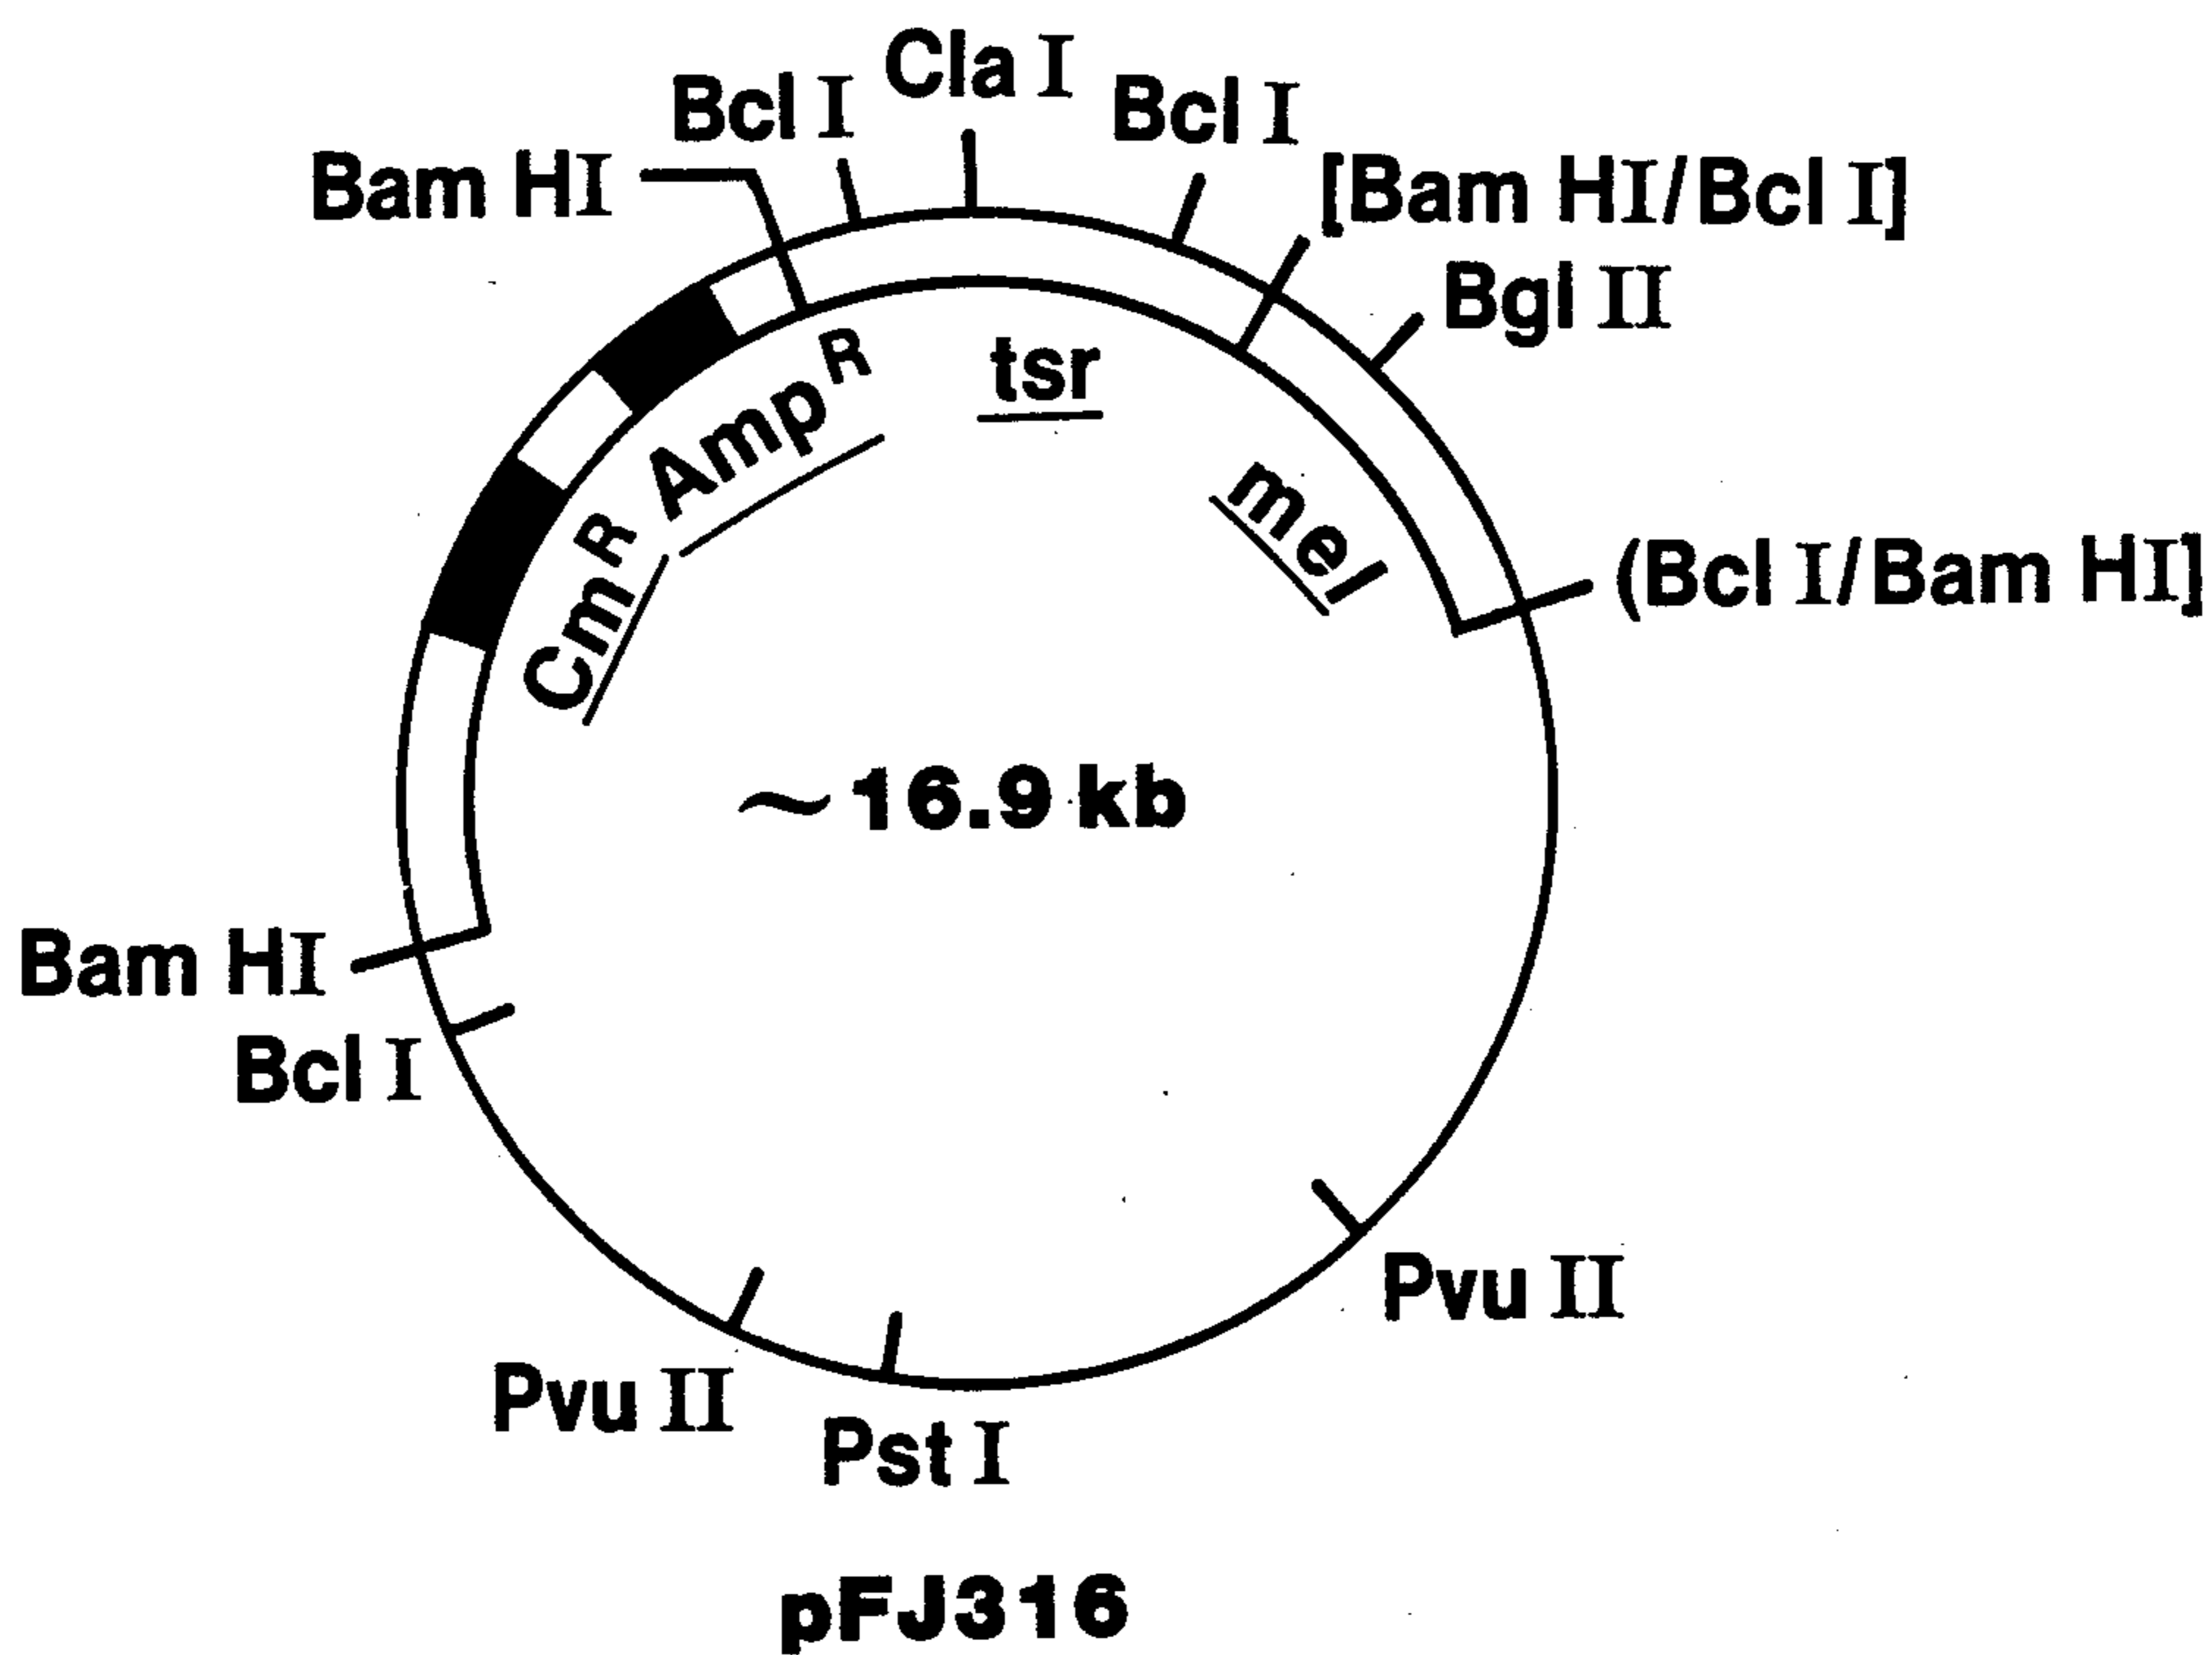 Cla I
Bcl I
Bcl I
Bam HI
[Bam HI/Bcl I]
Bgl II
Amp R
tsr
mel
Cm R
(Bcl I/Bam HI]
~16.9 kb
Bam HI
Bcl I
Pvu II
Pvu II
Pst I
pFJ316